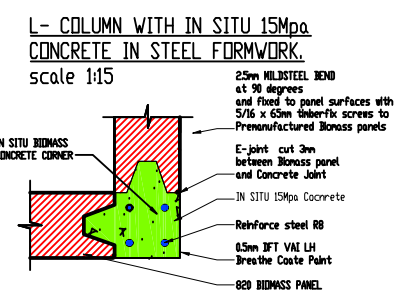 L- COLUMN WITH IN SITU 15Mpa
CONCRETE IN STEEL FORMWORK.
scale 1:15
2.5mm MILDSTEEL BEND
at 90 degrees
and fixed to panel surfaces with
5/16 x 65mm timberfix screws to
Premanufactured Biomass panels
N SITU BIOMASS
ONCRETE CORNER
E-joint cut 3mm
between Biomass panel
and Concrete Joint
IN SITU 15Mpa Cocnrete
Reinforce steel R8
0.5mm DFT VAI LH
Breathe Coate Paint
820 BIOMASS PANEL